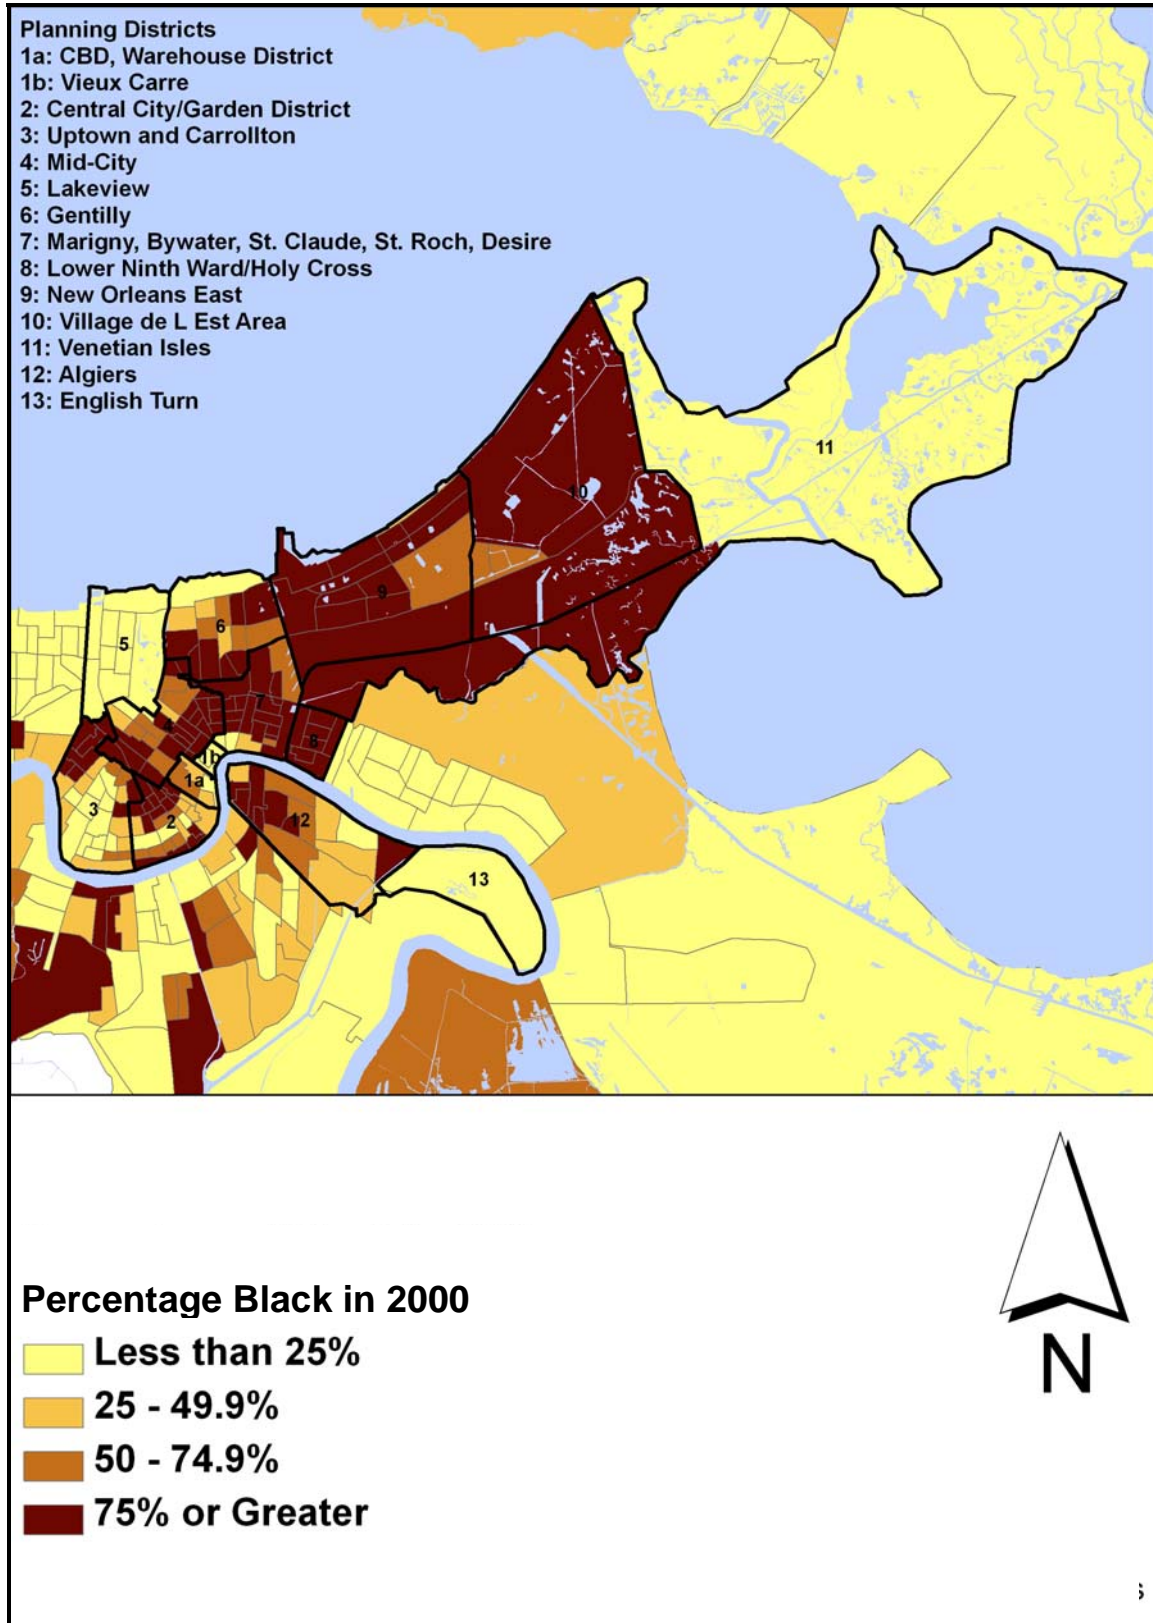 Planning Districts
1a: CBD, Warehouse District
1b: Vieux Carre
2: Central City/Garden District
3: Uptown and Carrollton
4: Mid-City
5: Lakeview
6: Gentilly
7: Marigny, Bywater, St. Claude, St. Roch, Desire
8: Lower Ninth Ward/Holy Cross
9: New Orleans East
10: Village de L Est Area
11: Venetian Isles
12: Algiers
13: English Turn
11
10
9
6
5
7
4
8
1b
1a
3
2
12
13
Percentage Black in 2000
Less than 25%
25 - 49.9%
50 - 74.9%
75% or Greater
N
s